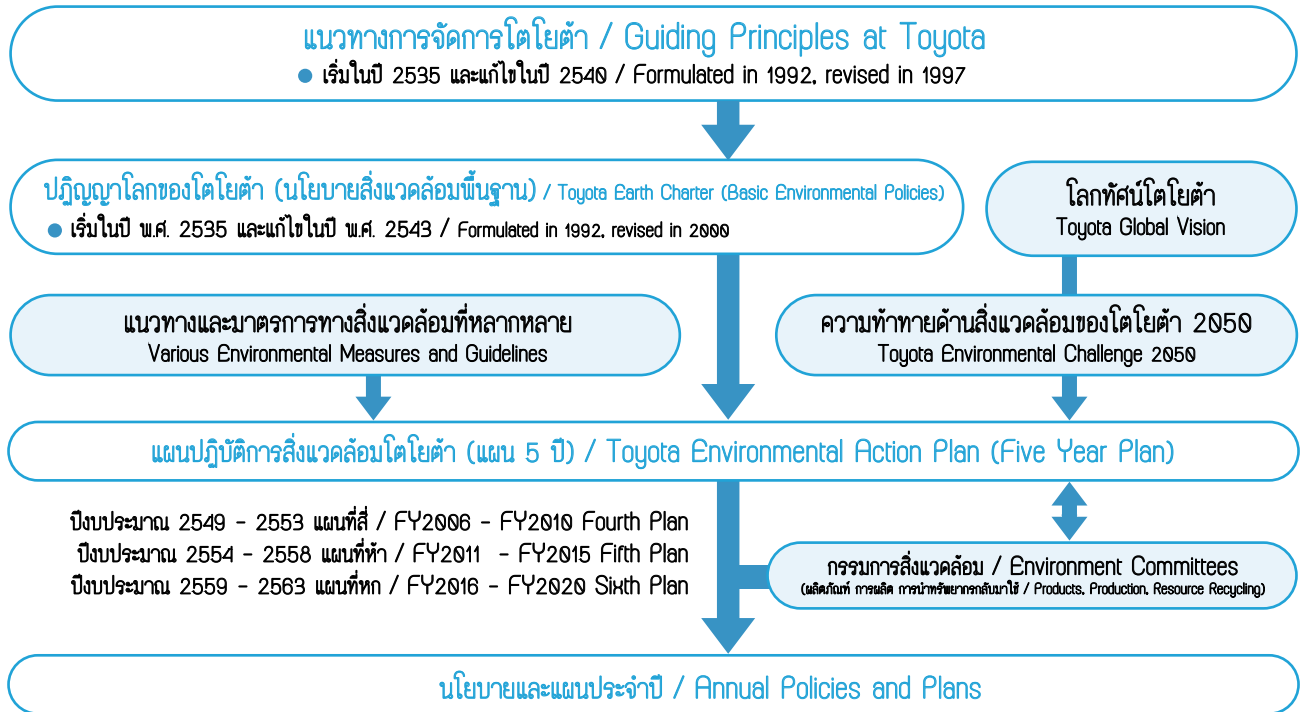 แนวทางการจัดการโตโยต้า / Guiding Principles at Toyota
● เริ่มในปี 2535 และแก้ไขในปี 2540 / Formulated in 1992, revised in 1997
ปฏิญญาโลกของโตโยต้า (นโยบายสิ่งแวดล้อมพื้นฐาน) / Toyota Earth Charter (Basic Environmental Policies)
● เริ่มในปี พ.ศ. 2535 และแก้ไขในปี พ.ศ. 2543 / Formulated in 1992, revised in 2000
โลกทัศน์โตโยต้า
Toyota Global Vision
แนวทางและมาตรการทางสิ่งแวดล้อมที่หลากหลาย
Various Environmental Measures and Guidelines
ความท้าทายด้านสิ่งแวดล้อมของโตโยต้า 2050
Toyota Environmental Challenge 2050
แผนปฏิบัติการสิ่งแวดล้อมโตโยต้า (แผน 5 ปี) / Toyota Environmental Action Plan (Five Year Plan)
ปีงบประมาณ 2549 - 2553 แผนที่สี่ / FY2006 - FY2010 Fourth Plan
ปีงบประมาณ 2554 - 2558 แผนที่ห้า / FY2011 - FY2015 Fifth Plan
ปีงบประมาณ 2559 - 2563 แผนที่หก / FY2016 - FY2020 Sixth Plan
กรรมการสิ่งแวดล้อม / Environment Committees
(ผลิตภัณฑ์ การผลิต การนำทรัพยากรกลับมาใช้ / Products, Production, Resource Recycling)
นโยบายและแผนประจำปี / Annual Policies and Plans